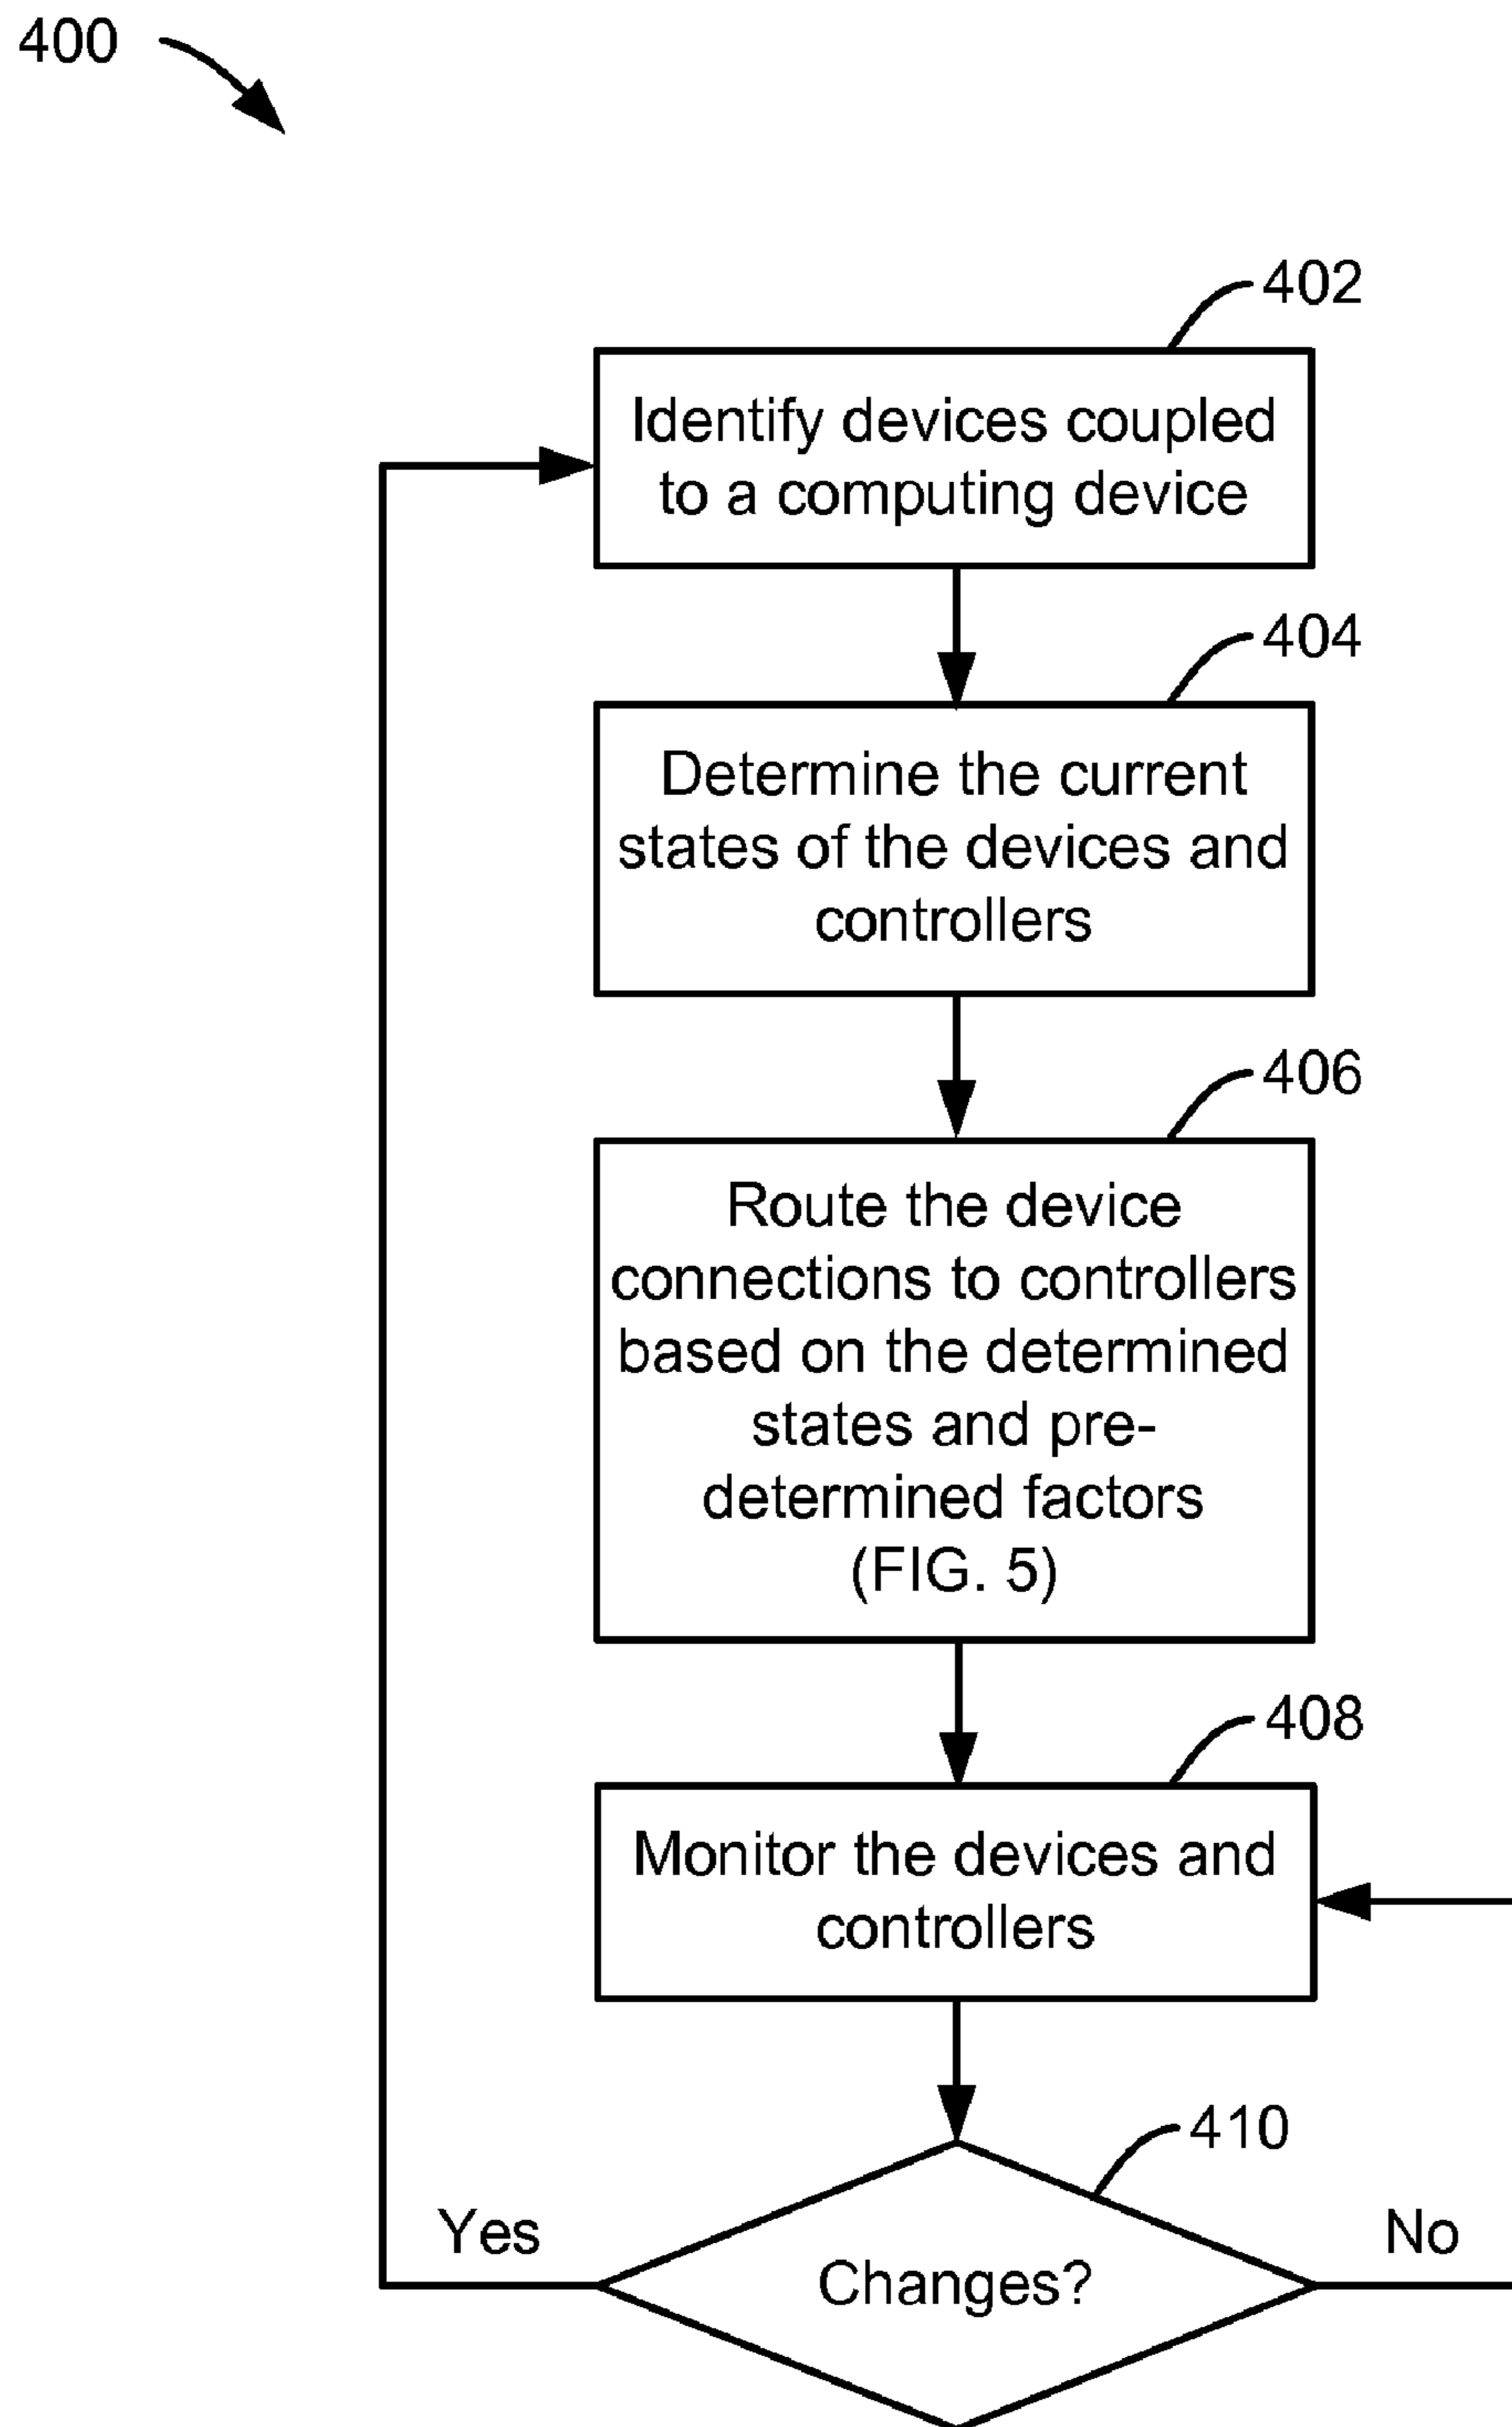 400
402
Identify devices coupled
to a computing device
404
Determine the current
states of the devices and
controllers
406
Route the device
connections to controllers
based on the determined
states and pre-
determined factors
(FIG. 5)
408
Monitor the devices and
controllers
410
Yes
No
Changes?